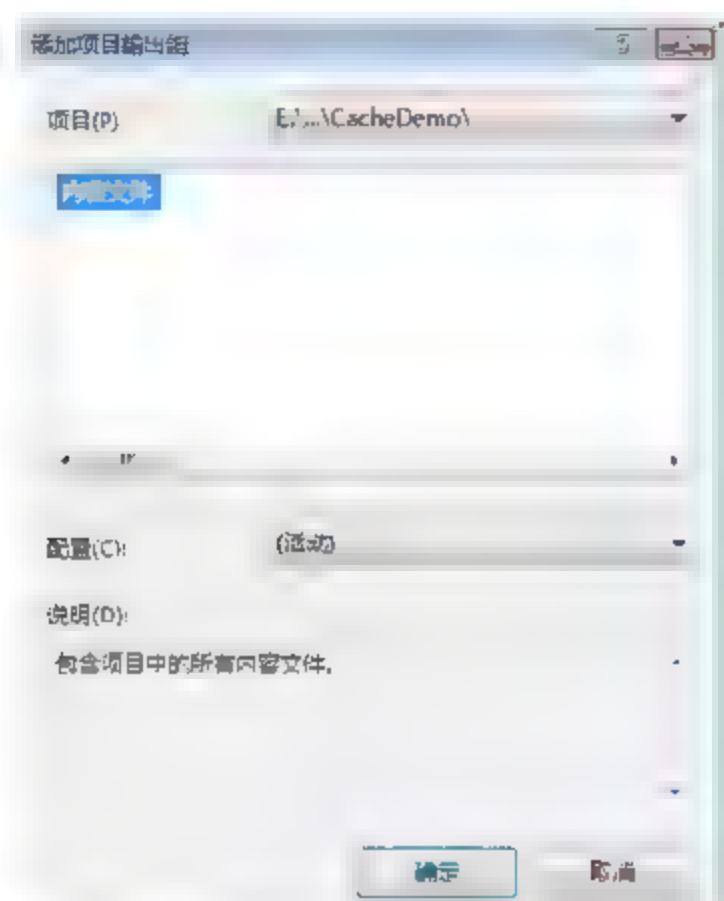 添加项目输出组
项目(P) E:\...\CacheDemo\
内容文件
配置(C): (活动)
说明(D):
包含项目中的所有内容文件。
确定 取消